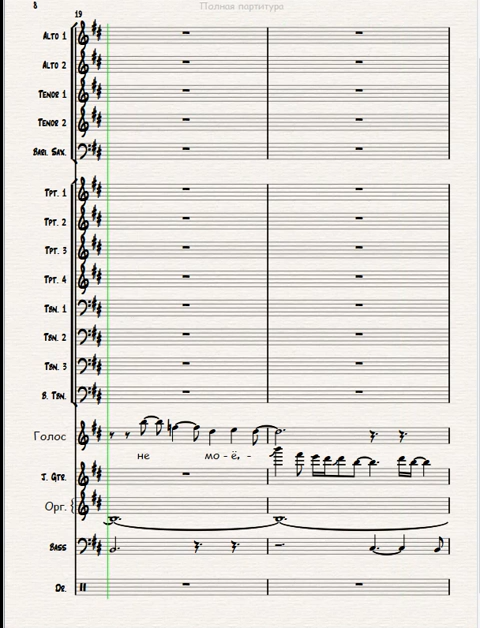 8
Полная партитура
19
Alto 1
Alto 2
Tenor 1
Tenor 2
Bari. Sax.
Tpt. 1
Tpt. 2
Tpt. 3
Tpt. 4
Tbn. 1
Tbn. 2
Tbn. 3
B. Tbn.
Голос
не мо - ё, -
J. Gtr.
Орг.
Bass
Dr.